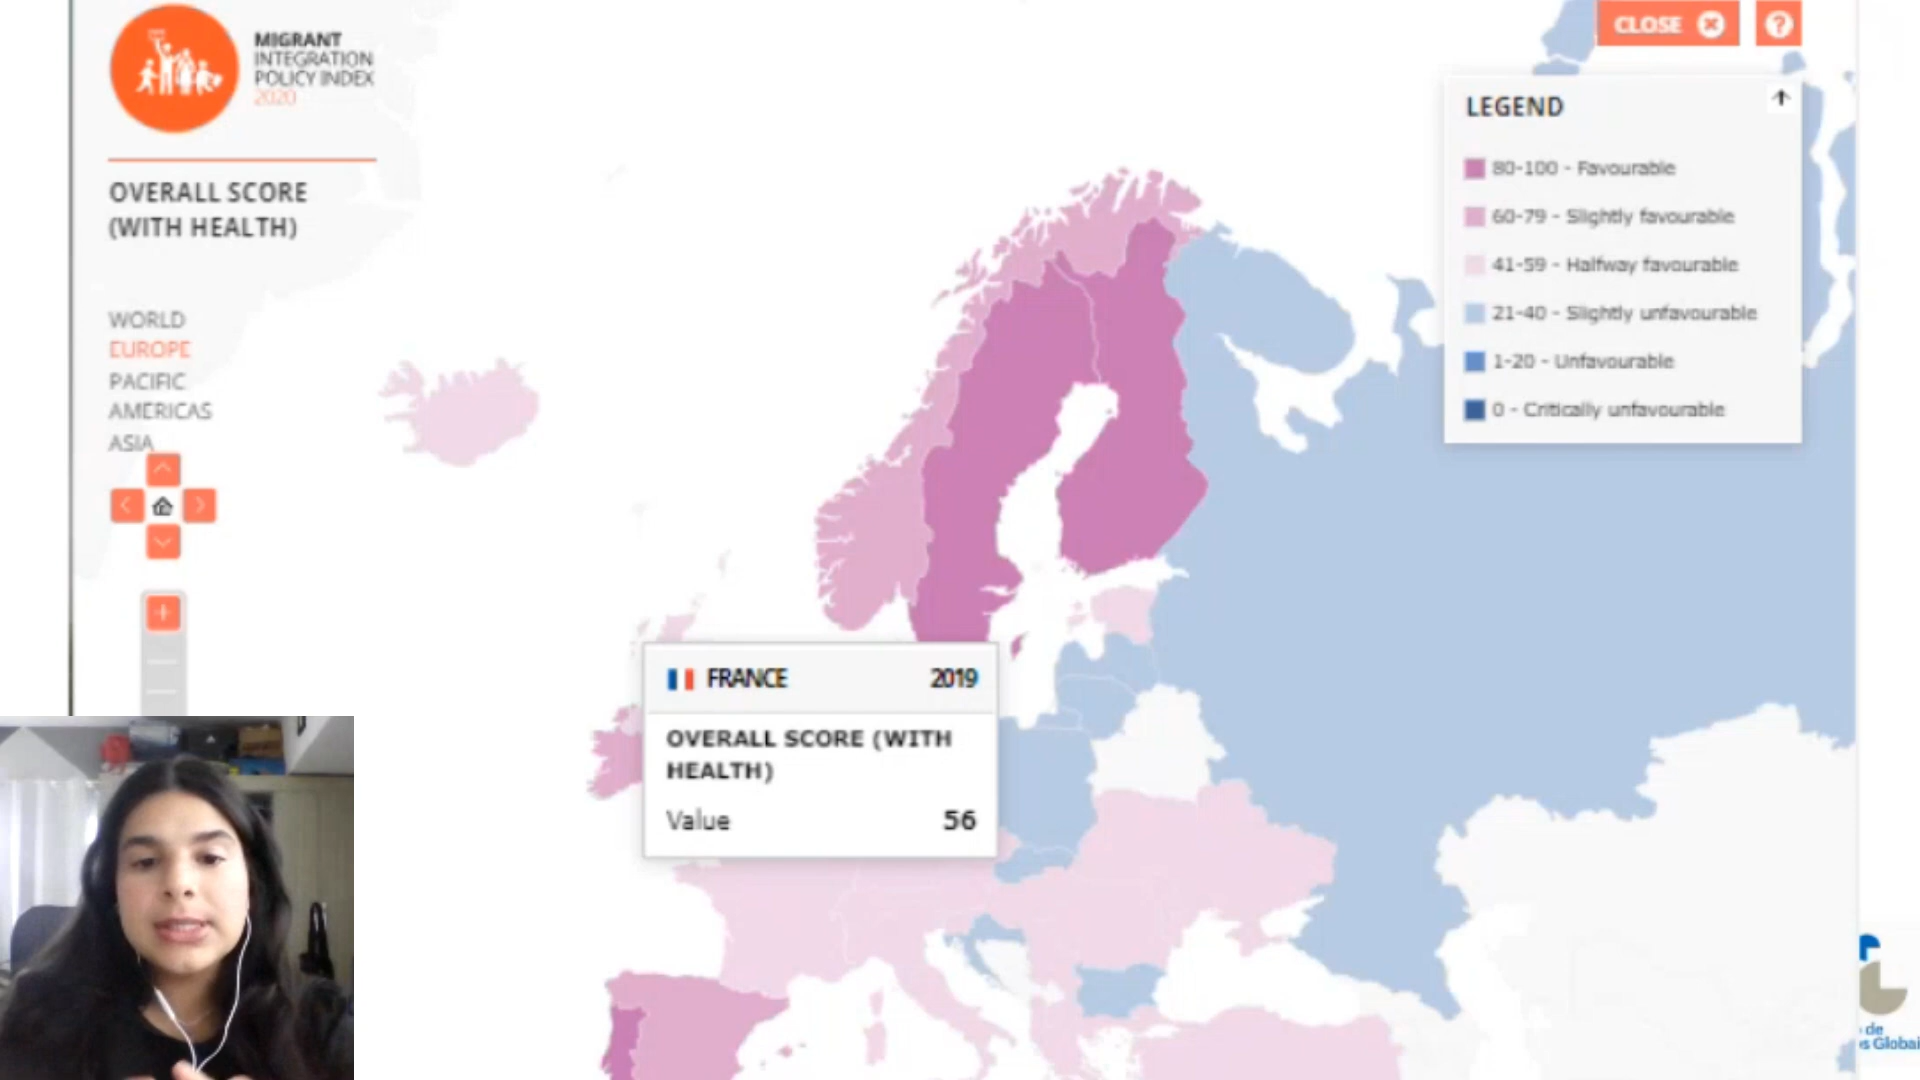 MIGRANT
INTEGRATION
POLICY INDEX
2020
OVERALL SCORE
(WITH HEALTH)
WORLD
EUROPE
PACIFIC
AMERICAS
ASIA
CLOSE
?
LEGEND
80-100 - Favourable
60-79 - Slightly favourable
41-59 - Halfway favourable
21-40 - Slightly unfavourable
1-20 - Unfavourable
0 - Critically unfavourable
FRANCE 2019
OVERALL SCORE (WITH
HEALTH)
Value 56
de
s Globai